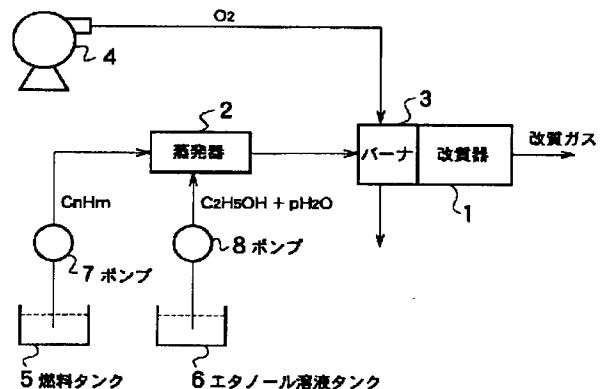 O2
4
3
2
蒸発器
バーナ
改質器
改質ガス
1
CnHm
C2H5OH + pH2O
7 ポンプ
8 ポンプ
5 燃料タンク
6 エタノール溶液タンク